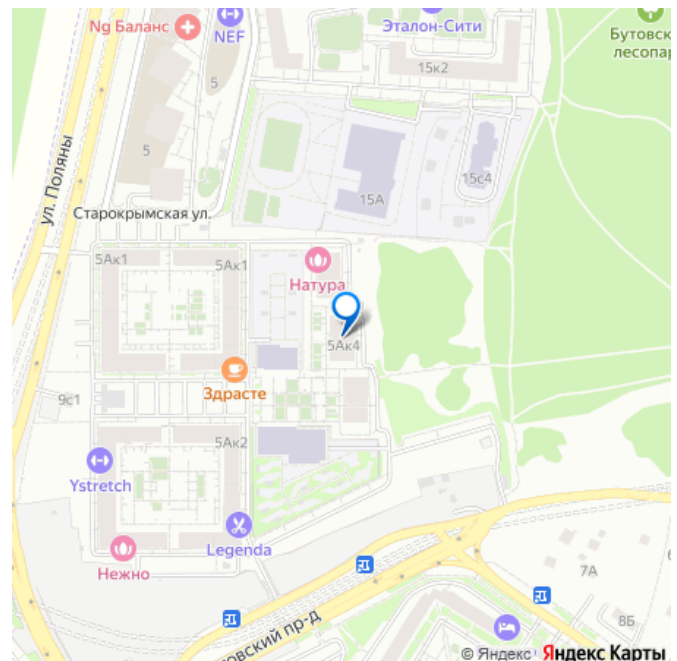 Ng Баланс
NEF
Эталон-Сити
Бутовск
лесопар
15к2
5
5
15с4
15А
ул. Поляны
Старокрымская ул.
5Ак1
5Ак1
Натура
5Ак4
Здрасте
9с1
5Ак2
Ystretch
Legenda
Нежно
7А
8Б
овский пр-д
© Яндекс Яндекс Карты